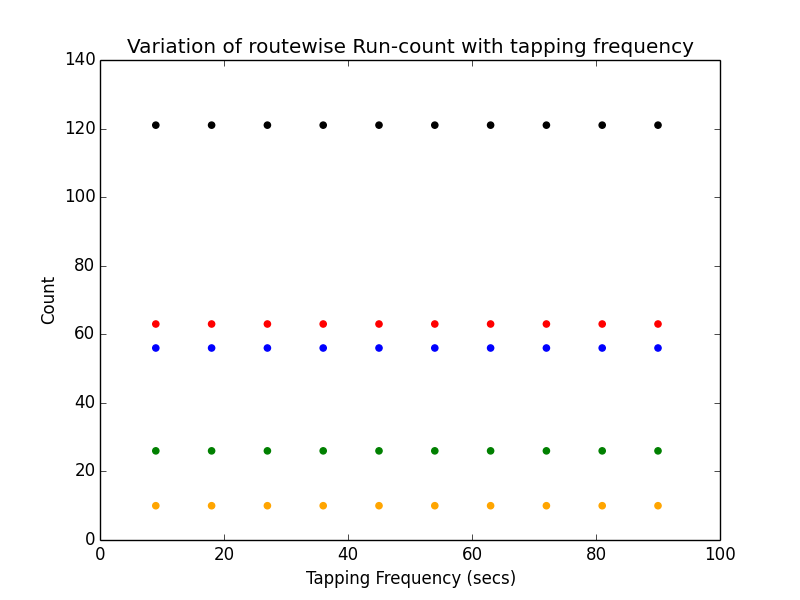 Variation of routewise Run-count with tapping frequency
140
120
100
80
60
40
20
0
Count
0 20 40 60 80 100
Tapping Frequency (secs)